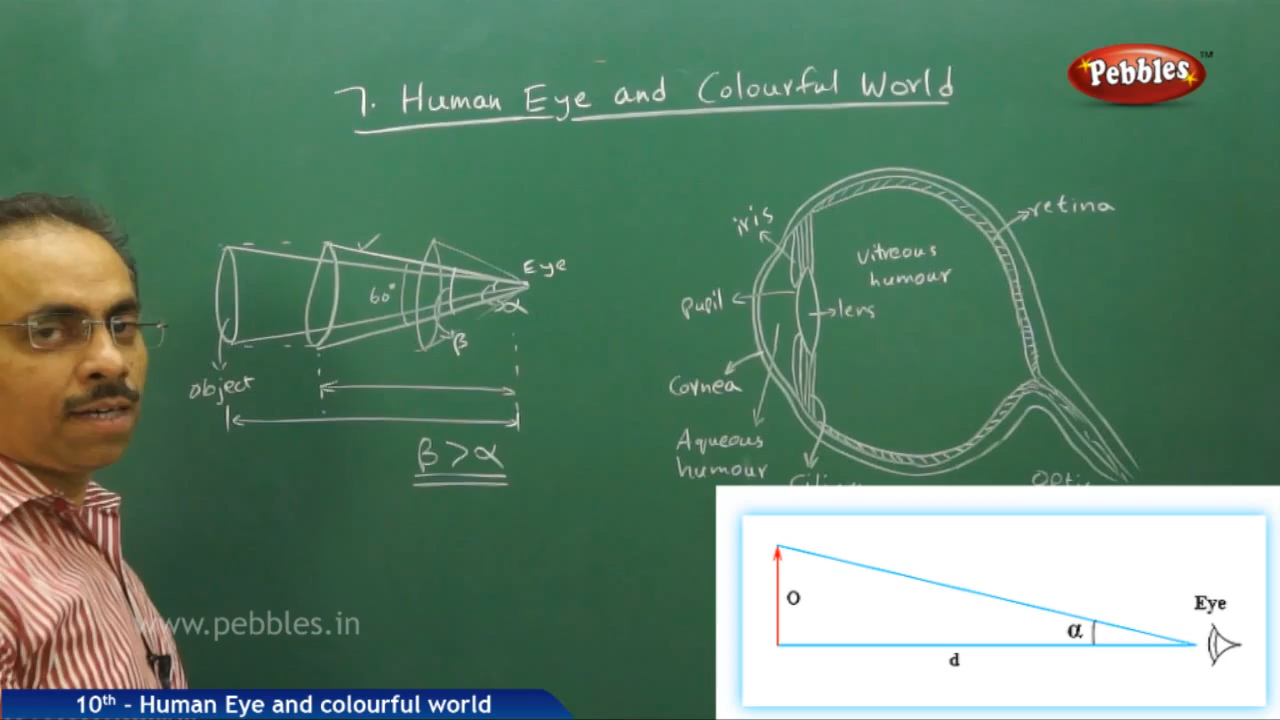 Pebbles™
7. Human Eye and Colourful World
Eye
60°
α
β
object
β > α
iris
retina
vitreous
humour
pupil
lens
Cornea
Aqueous
humour
O
Eye
α
d
www.pebbles.in
10th - Human Eye and colourful world